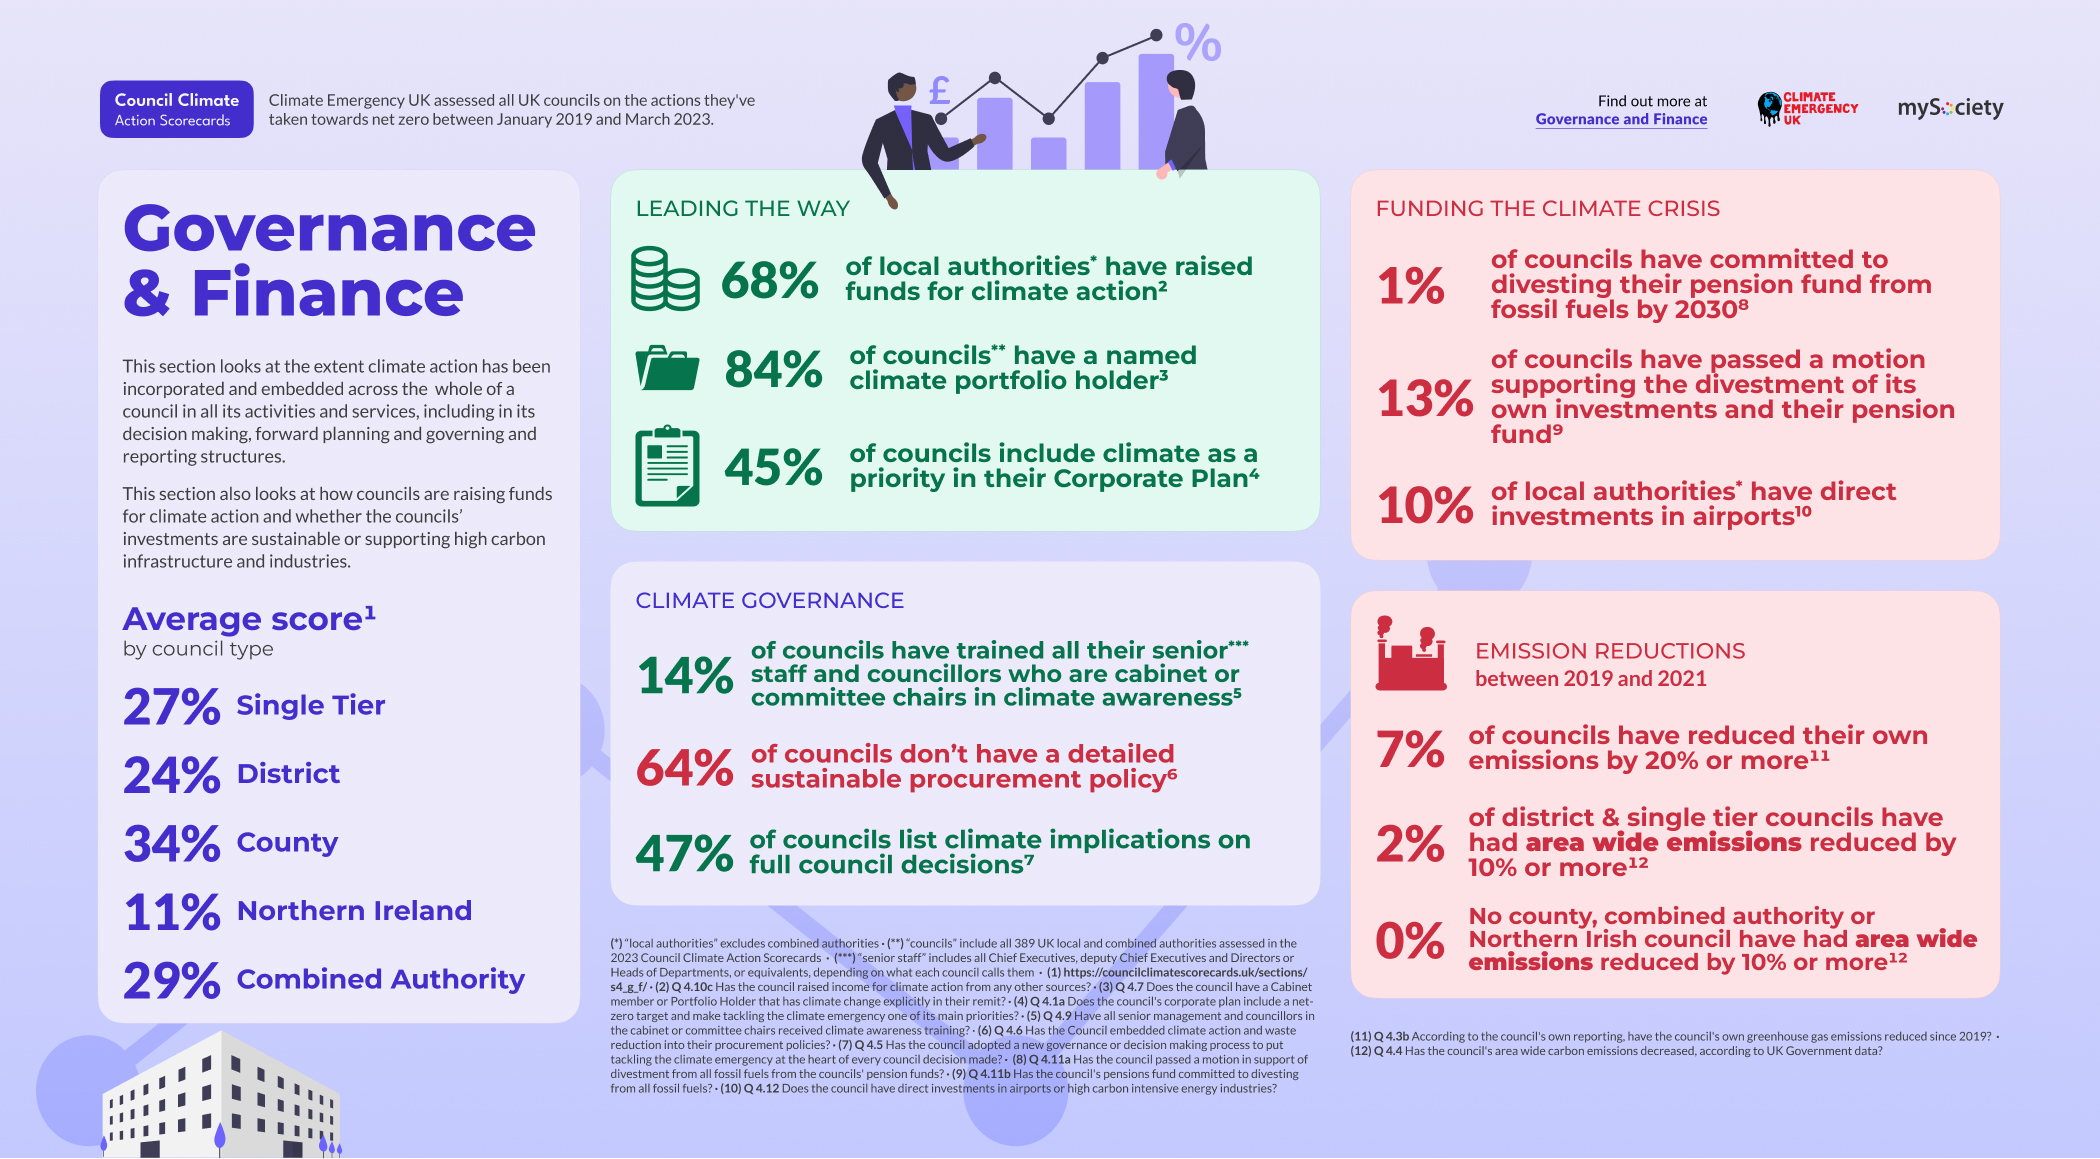 Council Climate
Action Scorecards
Climate Emergency UK assessed all UK councils on the actions they've
taken towards net zero between January 2019 and March 2023.
£
%
Find out more at
Governance and Finance
CLIMATE
EMERGENCY
UK
mySociety
Governance
& Finance
This section looks at the extent climate action has been
incorporated and embedded across the whole of a
council in all its activities and services, including in its
decision making, forward planning and governing and
reporting structures.
This section also looks at how councils are raising funds
for climate action and whether the councils’
investments are sustainable or supporting high carbon
infrastructure and industries.
Average score¹
by council type
27% Single Tier
24% District
34% County
11% Northern Ireland
29% Combined Authority
LEADING THE WAY
68%
of local authorities* have raised
funds for climate action²
84%
of councils** have a named
climate portfolio holder³
45%
of councils include climate as a
priority in their Corporate Plan⁴
CLIMATE GOVERNANCE
14%
of councils have trained all their senior***
staff and councillors who are cabinet or
committee chairs in climate awareness⁵
64%
of councils don’t have a detailed
sustainable procurement policy⁶
47%
of councils list climate implications on
full council decisions⁷
(*) “local authorities” excludes combined authorities · (**) “councils” include all 389 UK local and combined authorities assessed in the
2023 Council Climate Action Scorecards · (***) “senior staff” includes all Chief Executives, deputy Chief Executives and Directors or
Heads of Departments, or equivalents, depending on what each council calls them · (1) https://councilclimatescorecards.uk/sections/
s4_g_f/ · (2) Q 4.10c Has the council raised income for climate action from any other sources? · (3) Q 4.7 Does the council have a Cabinet
member or Portfolio Holder that has climate change explicitly in their remit? · (4) Q 4.1a Does the council's corporate plan include a net-
zero target and make tackling the climate emergency one of its main priorities? · (5) Q 4.9 Have all senior management and councillors in
the cabinet or committee chairs received climate awareness training? · (6) Q 4.6 Has the Council embedded climate action and waste
reduction into their procurement policies? · (7) Q 4.5 Has the council adopted a new governance or decision making process to put
tackling the climate emergency at the heart of every council decision made? · (8) Q 4.11a Has the council passed a motion in support of
divestment from all fossil fuels from the councils' pension funds? · (9) Q 4.11b Has the council's pensions fund committed to divesting
from all fossil fuels? · (10) Q 4.12 Does the council have direct investments in airports or high carbon intensive energy industries?
FUNDING THE CLIMATE CRISIS
1%
of councils have committed to
divesting their pension fund from
fossil fuels by 2030⁸
13%
of councils have passed a motion
supporting the divestment of its
own investments and their pension
fund⁹
10%
of local authorities* have direct
investments in airports¹⁰
EMISSION REDUCTIONS
between 2019 and 2021
7%
of councils have reduced their own
emissions by 20% or more¹¹
2%
of district & single tier councils have
had area wide emissions reduced by
10% or more¹²
0%
No county, combined authority or
Northern Irish council have had area wide
emissions reduced by 10% or more¹²
(11) Q 4.3b According to the council's own reporting, have the council's own greenhouse gas emissions reduced since 2019? ·
(12) Q 4.4 Has the council's area wide carbon emissions decreased, according to UK Government data?